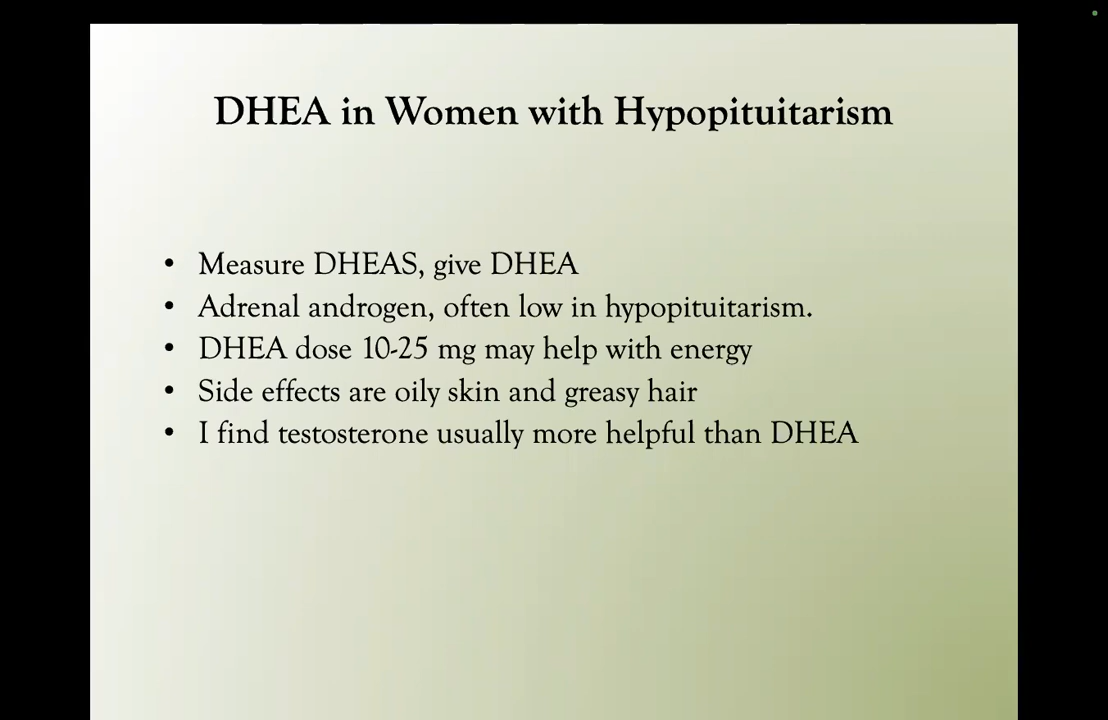 DHEA in Women with Hypopituitarism
• Measure DHEAS, give DHEA
• Adrenal androgen, often low in hypopituitarism.
• DHEA dose 10-25 mg may help with energy
• Side effects are oily skin and greasy hair
• I find testosterone usually more helpful than DHEA